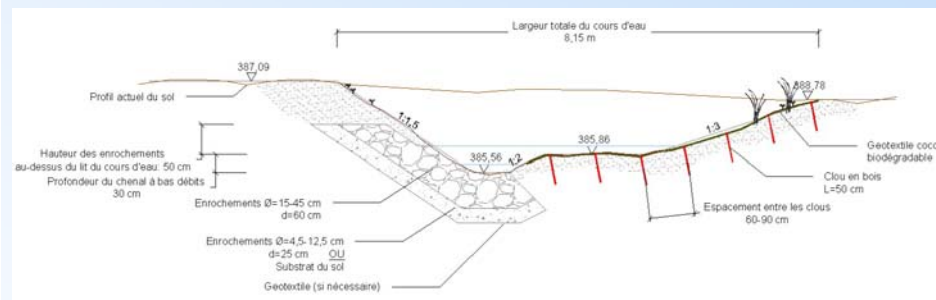 Largeur totale du cours d'eau
8,15 m
387,09
388,78
Profil actuel du sol
1:1,5
1:3
Hauteur des enrochements
au-dessus du lit du cours d'eau: 50 cm
Profondeur du chenal à bas débits
30 cm
385,56
1:2
385,86
Geotextile coco
biodégradable
Clou en bois
L=50 cm
Enrochements Ø=15-45 cm
d=60 cm
Espacement entre les clous
60-90 cm
Enrochements Ø=4,5-12,5 cm
d=25 cm OU
Substrat du sol
Geotextile (si nécessaire)